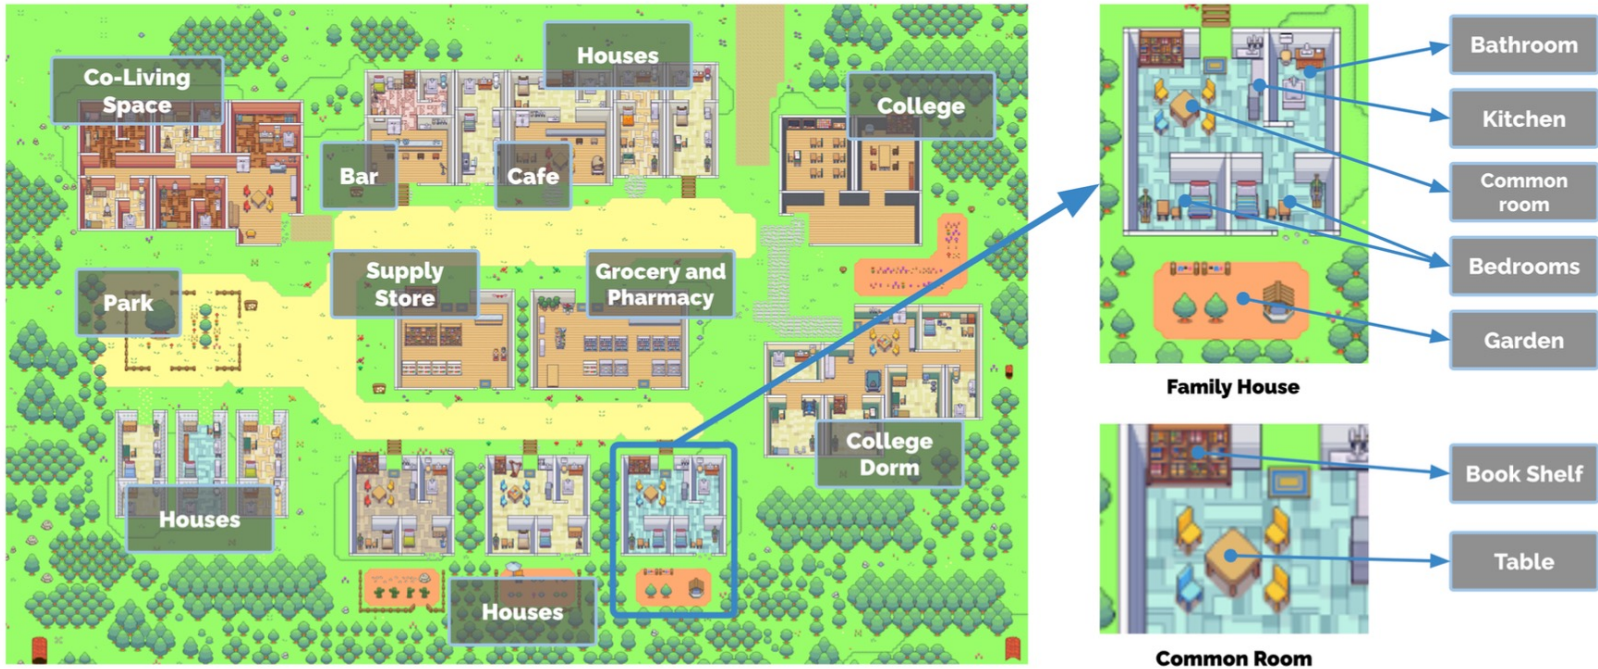 Co-Living
Space
Houses
College
Bar
Cafe
Park
Supply
Store
Grocery and
Pharmacy
College
Dorm
Houses
Houses
Bathroom
Kitchen
Common
room
Bedrooms
Garden
Family House
Book Shelf
Table
Common Room